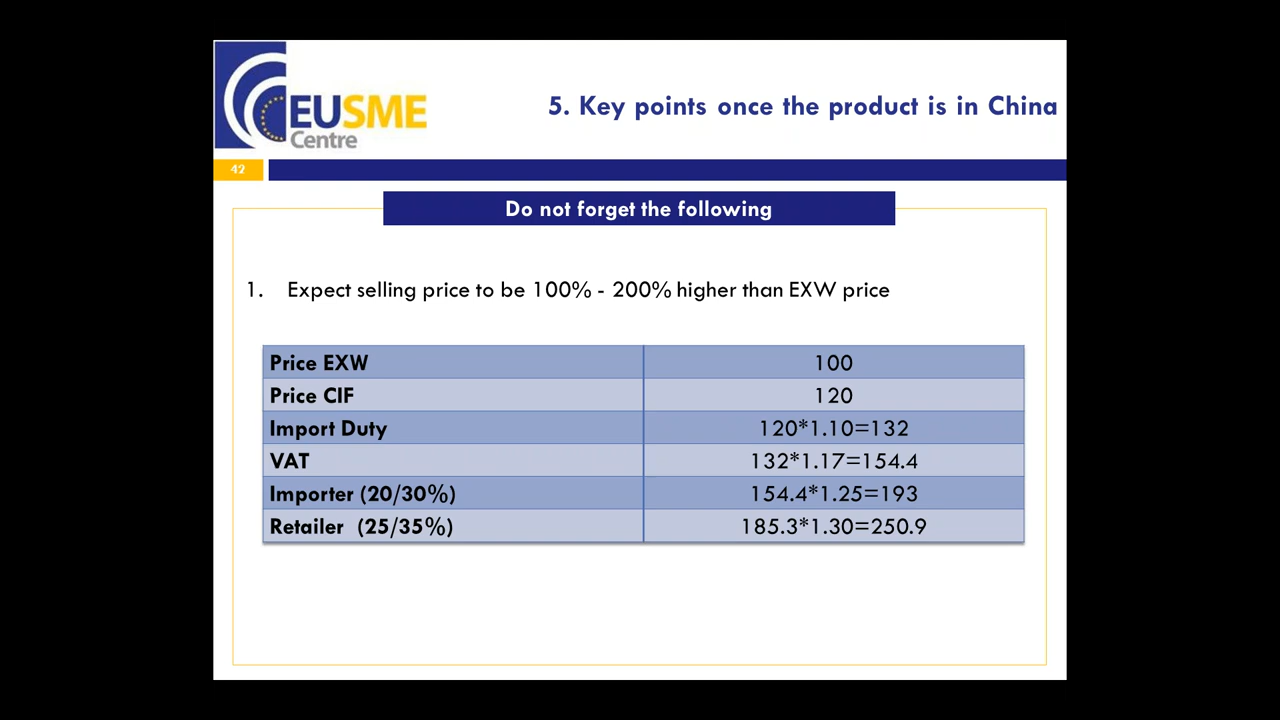 EUSME
Centre
5. Key points once the product is in China
42
Do not forget the following
1. Expect selling price to be 100% - 200% higher than EXW price
Price EXW 100
Price CIF 120
Import Duty 120*1.10=132
VAT 132*1.17=154.4
Importer (20/30%) 154.4*1.25=193
Retailer (25/35%) 185.3*1.30=250.9